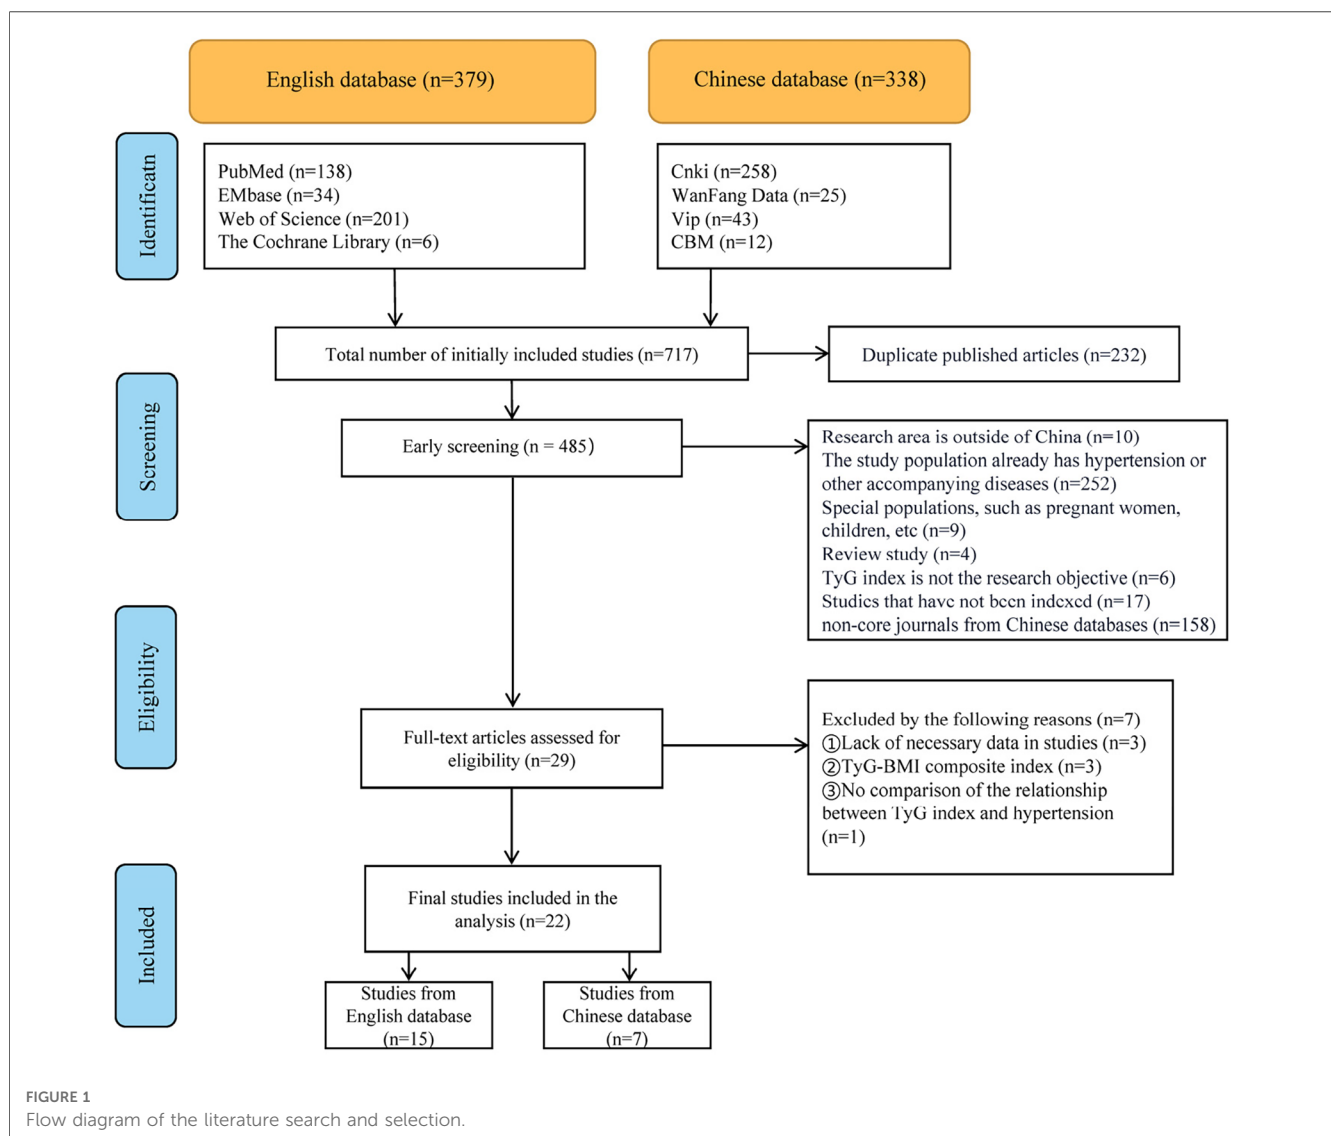 English database (n=379)
Chinese database (n=338)
Identificatn
PubMed (n=138)
EMbase (n=34)
Web of Science (n=201)
The Cochrane Library (n=6)
Cnki (n=258)
WanFang Data (n=25)
Vip (n=43)
CBM (n=12)
Total number of initially included studies (n=717)
Duplicate published articles (n=232)
Screening
Early screening (n = 485)
Research area is outside of China (n=10)
The study population already has hypertension or
other accompanying diseases (n=252)
Special populations, such as pregnant women,
children, etc (n=9)
Review study (n=4)
TyG index is not the research objective (n=6)
Studies that have not been indexed (n=17)
non-core journals from Chinese databases (n=158)
Eligibility
Full-text articles assessed for
eligibility (n=29)
Excluded by the following reasons (n=7)
①Lack of necessary data in studies (n=3)
②TyG-BMI composite index (n=3)
③No comparison of the relationship
between TyG index and hypertension
(n=1)
Included
Final studies included in the
analysis (n=22)
Studies from
English database
(n=15)
Studies from
Chinese database
(n=7)
FIGURE 1
Flow diagram of the literature search and selection.